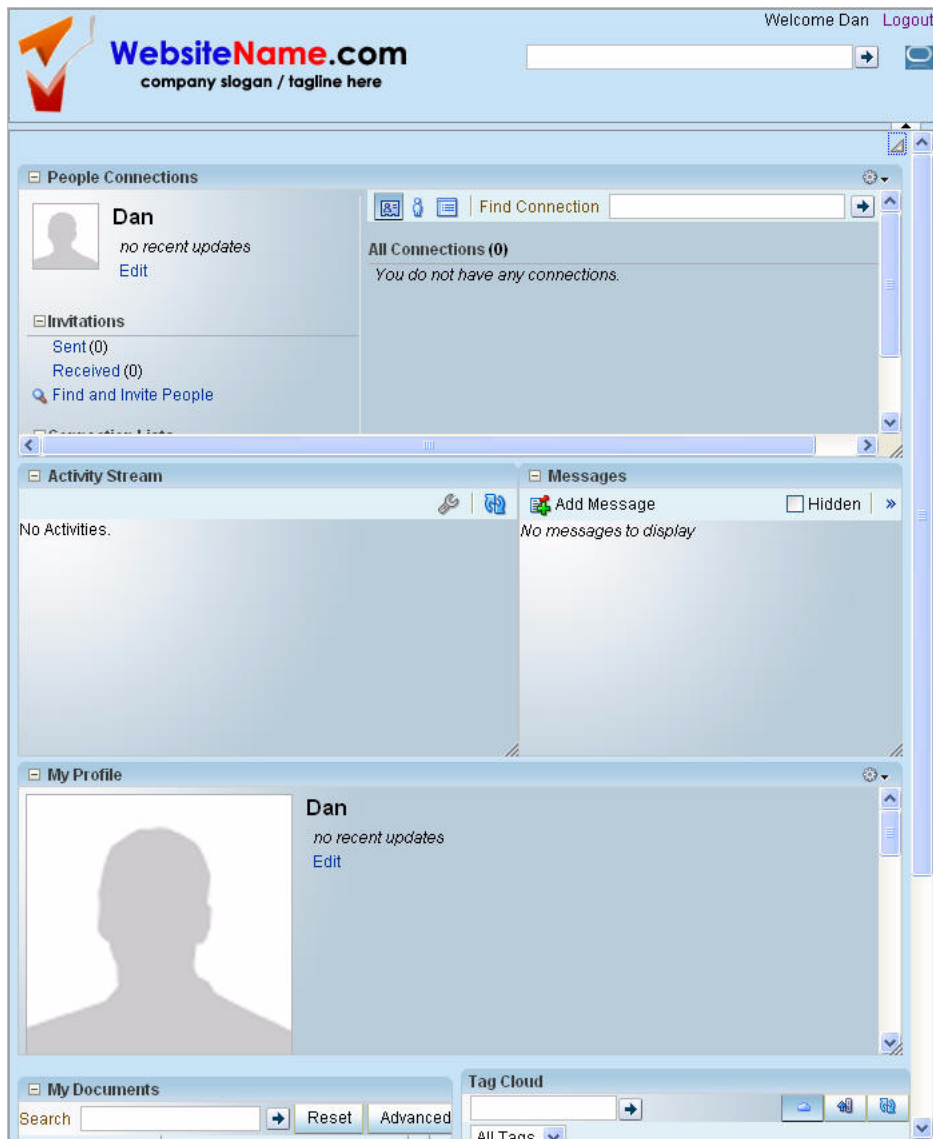 Welcome Dan Logout
WebsiteName.com
company slogan / tagline here
People Connections
Dan
no recent updates
Edit
Find Connection
All Connections (0)
You do not have any connections.
Invitations
Sent (0)
Received (0)
Find and Invite People
Activity Stream
No Activities.
Messages
Add Message Hidden »
No messages to display
My Profile
Dan
no recent updates
Edit
My Documents
Search Reset Advanced
Tag Cloud
All Tags